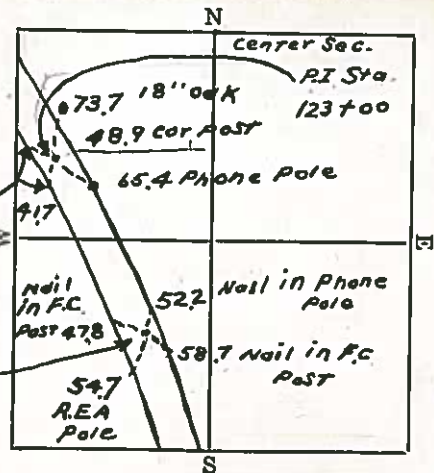 N
Center Sec.
P.I Sta
123+00
73.7 18" oak
48.9 cor post
65.4 Phone Pole
41.7
E
52.2 Nail in Phone
Pole
Nail
in F.C.
Post 47.8
58.7 Nail in F.C
Post
54.7
R.E.A
Pole
S